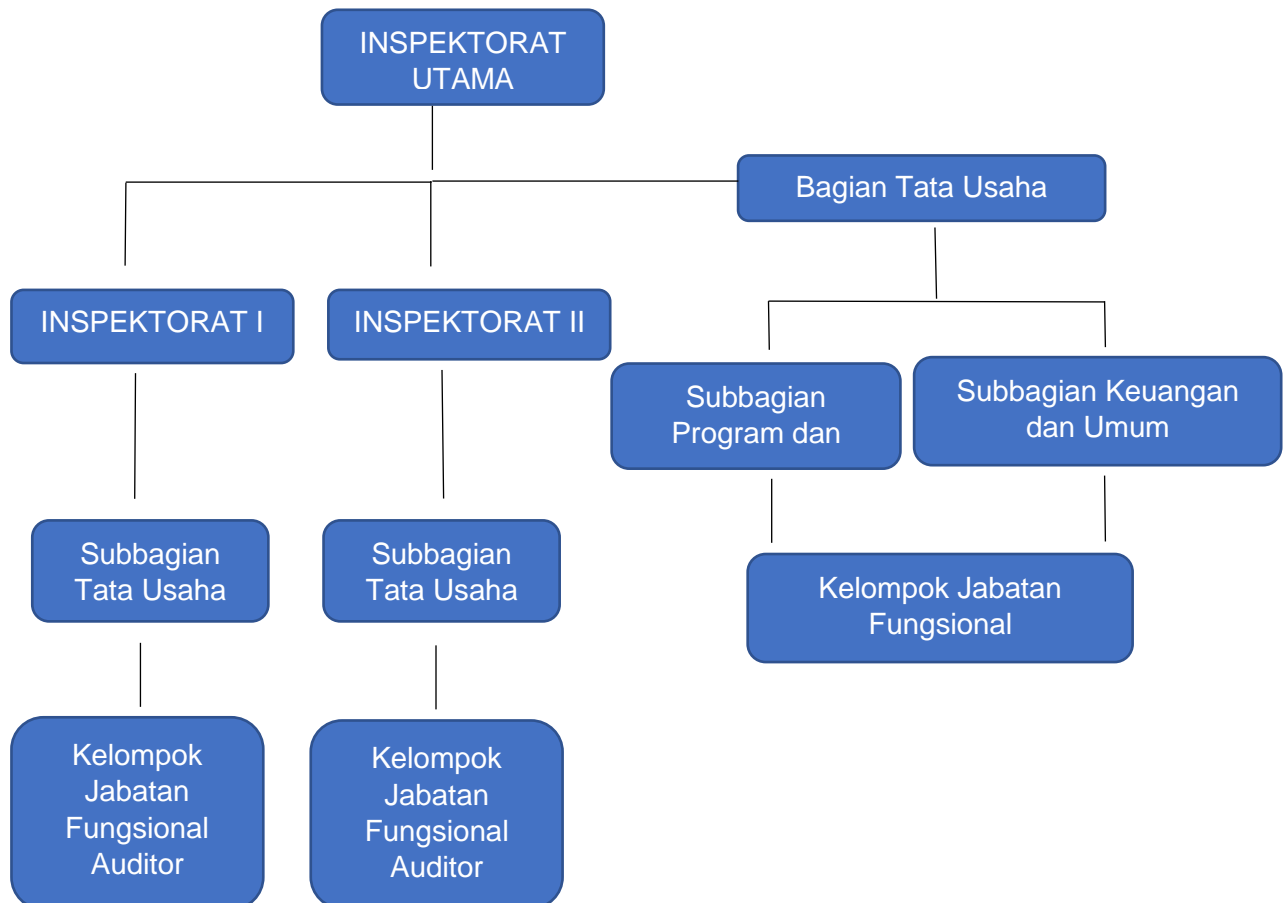 INSPEKTORAT
UTAMA
Bagian Tata Usaha
INSPEKTORAT I
INSPEKTORAT II
Subbagian
Program dan
Subbagian Keuangan
dan Umum
Subbagian
Tata Usaha
Subbagian
Tata Usaha
Kelompok Jabatan
Fungsional
Kelompok
Jabatan
Fungsional
Auditor
Kelompok
Jabatan
Fungsional
Auditor